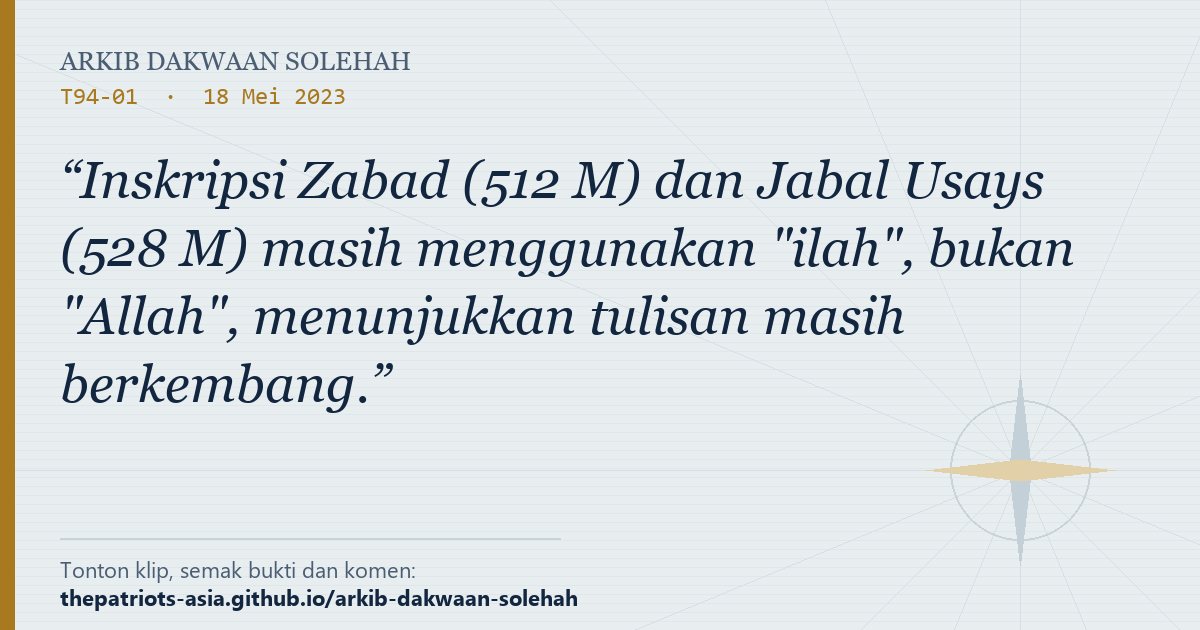 ARKIB DAKWAAN SOLEHAH
T94-01 · 18 Mei 2023
“Inskripsi Zabad (512 M) dan Jabal Usays
(528 M) masih menggunakan "ilah", bukan
"Allah", menunjukkan tulisan masih
berkembang.”
Tonton klip, semak bukti dan komen:
thepatriots-asia.github.io/arkib-dakwaan-solehah